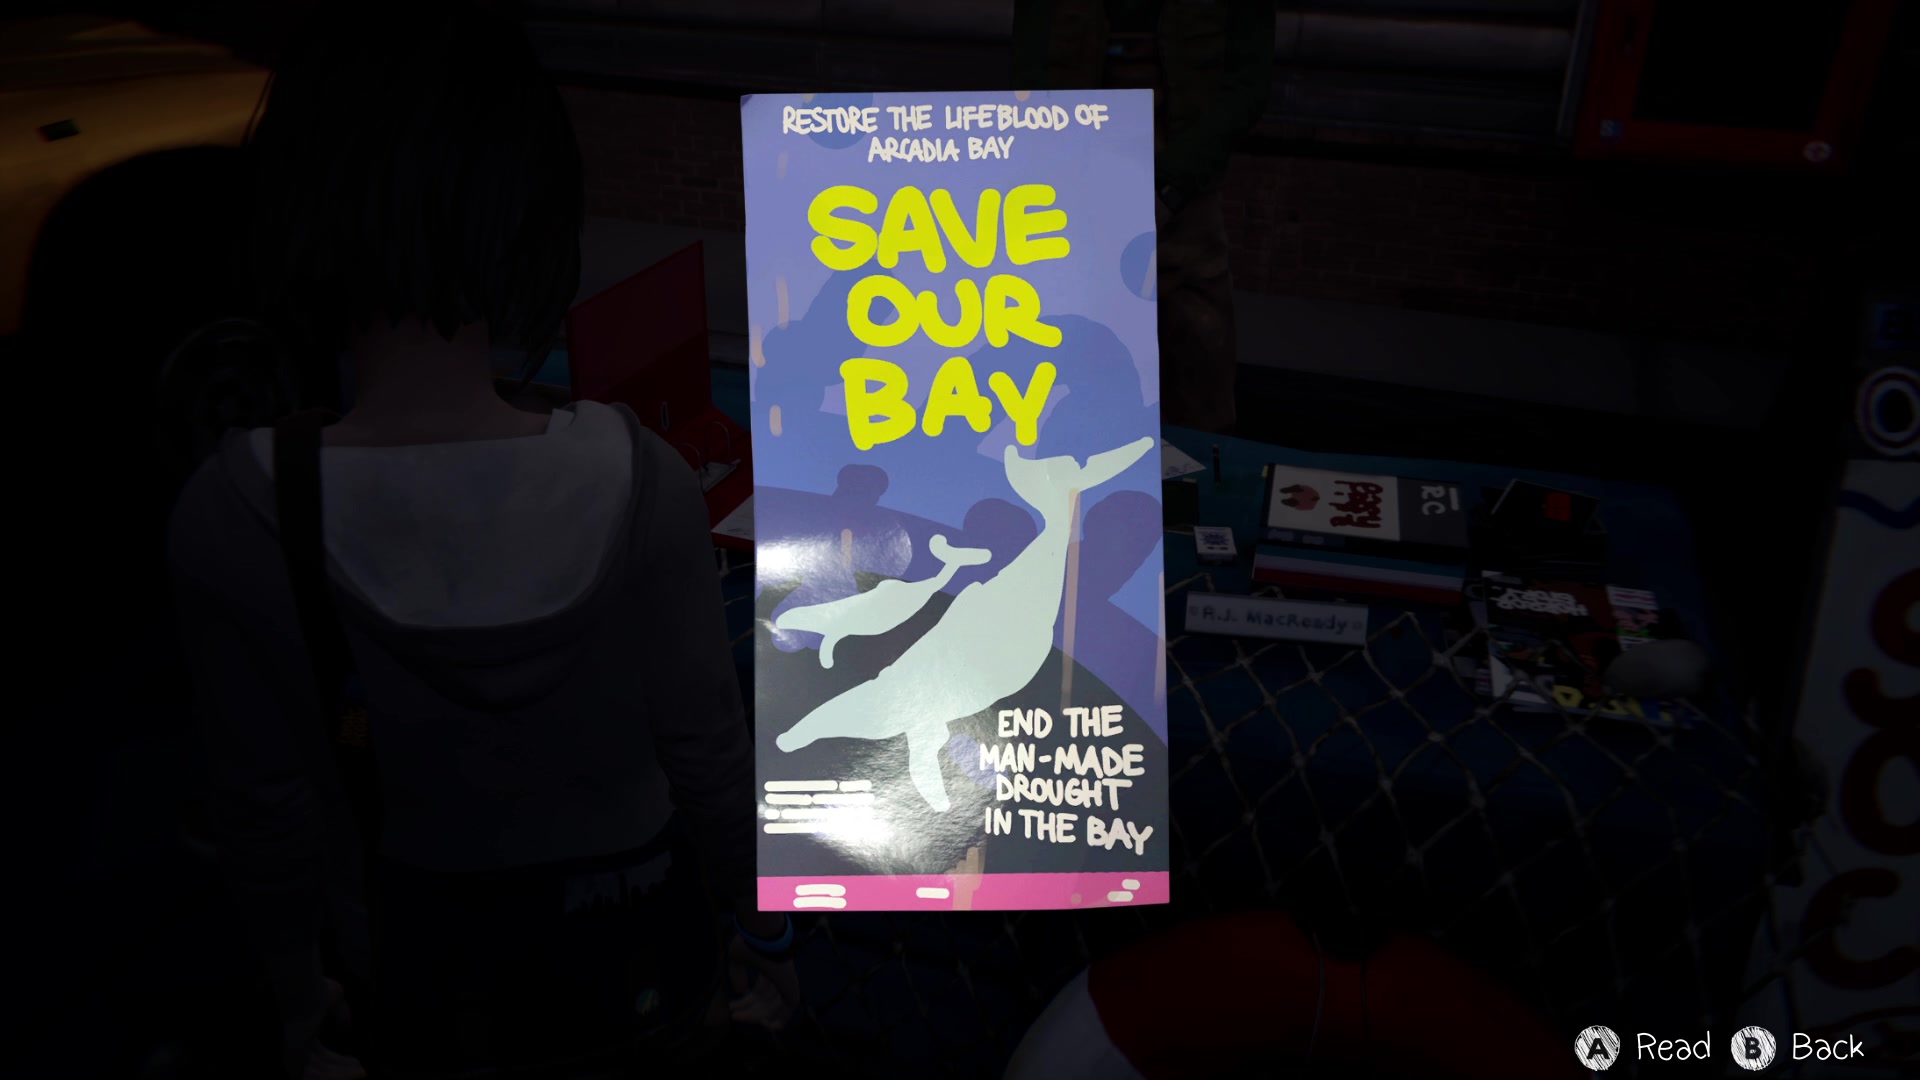 RESTORE THE LIFEBLOOD OF
ARCADIA BAY
SAVE
OUR
BAY
END THE
MAN-MADE
DROUGHT
IN THE BAY
R.J. MacReady
A Read B Back